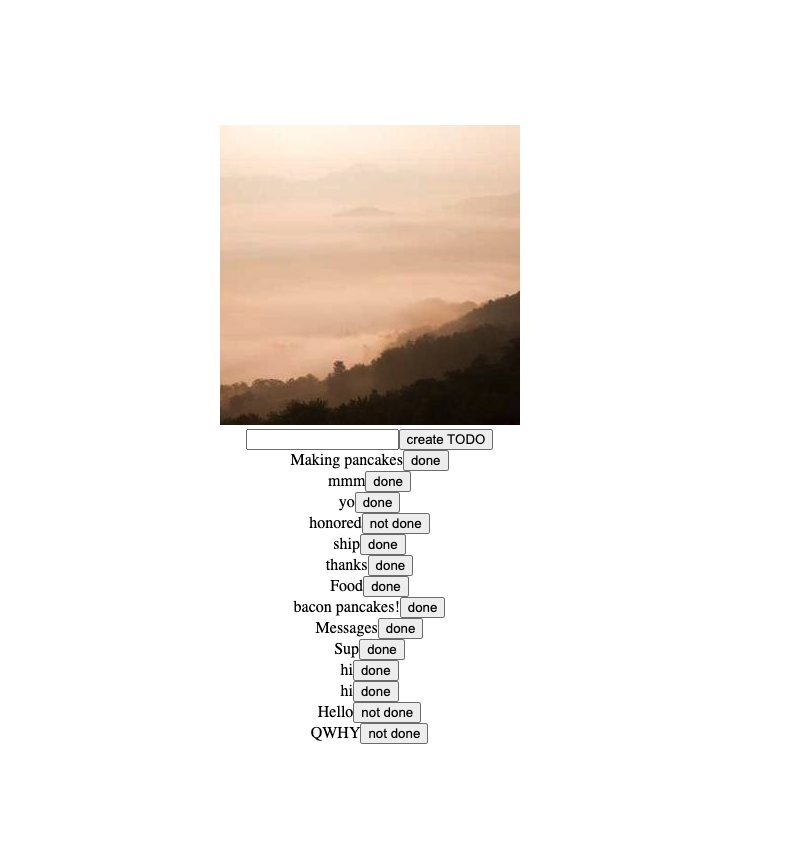 create TODO
Making pancakes done
mmm done
yo done
honored not done
ship done
thanks done
Food done
bacon pancakes! done
Messages done
Sup done
hi done
hi done
Hello not done
QWHY not done